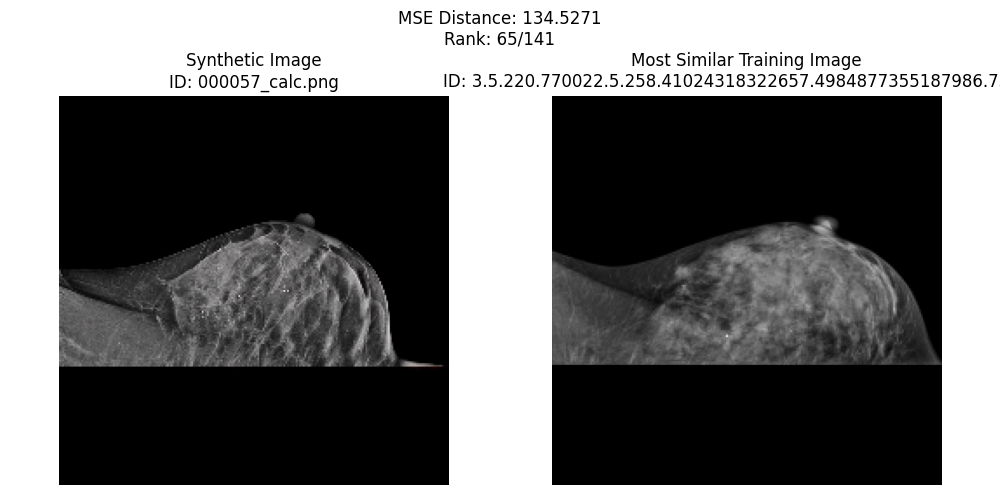 MSE Distance: 134.5271
Rank: 65/141
Synthetic Image
ID: 000057_calc.png
Most Similar Training Image
ID: 3.5.220.770022.5.258.41024318322657.4984877355187986.7.